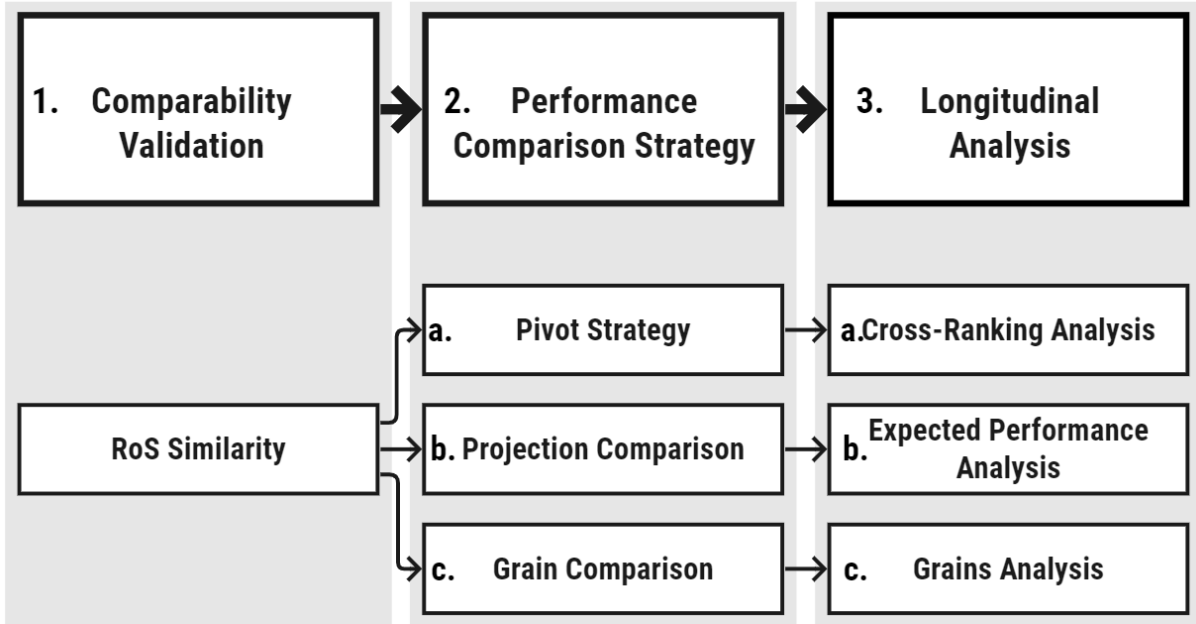 1. Comparability
Validation
2. Performance
Comparison Strategy
3. Longitudinal
Analysis
RoS Similarity
a. Pivot Strategy
b. Projection Comparison
c. Grain Comparison
a.Cross-Ranking Analysis
b. Expected Performance
Analysis
c. Grains Analysis